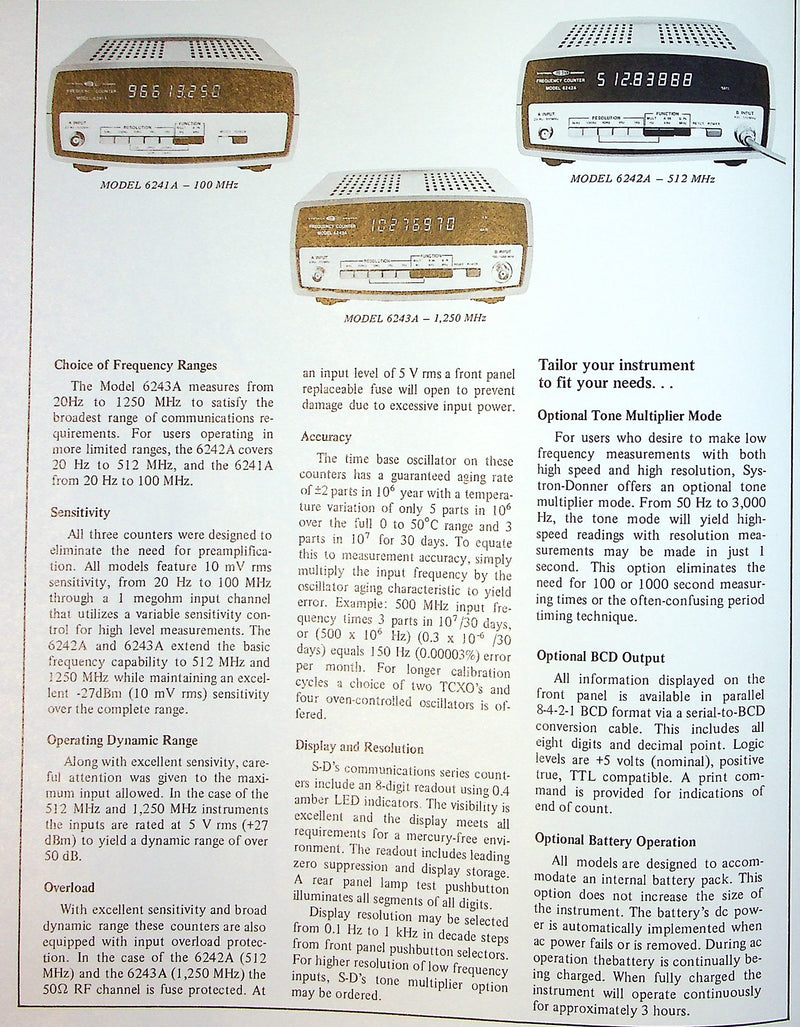 FREQUENCY COUNTER
MODEL 6241A
96613.250
A INPUT
RESOLUTION
FUNCTION
MODEL 6241A – 100 MHz
FREQUENCY COUNTER
MODEL 6242A
512.83888
A INPUT
RESOLUTION
FUNCTION
RESET POWER
B INPUT
MODEL 6242A – 512 MHz
FREQUENCY COUNTER
MODEL 6243A
10276970
A INPUT
RESOLUTION
FUNCTION
B INPUT
MODEL 6243A – 1,250 MHz
Choice of Frequency Ranges
The Model 6243A measures from
20Hz to 1250 MHz to satisfy the
broadest range of communications re-
quirements. For users operating in
more limited ranges, the 6242A covers
20 Hz to 512 MHz, and the 6241A
from 20 Hz to 100 MHz.
Sensitivity
All three counters were designed to
eliminate the need for preamplifica-
tion. All models feature 10 mV rms
sensitivity, from 20 Hz to 100 MHz
through a 1 megohm input channel
that utilizes a variable sensitivity con-
trol for high level measurements. The
6242A and 6243A extend the basic
frequency capability to 512 MHz and
1250 MHz while maintaining an excel-
lent -27dBm (10 mV rms) sensitivity
over the complete range.
Operating Dynamic Range
Along with excellent sensivity, care-
ful attention was given to the maxi-
mum input allowed. In the case of the
512 MHz and 1,250 MHz instruments
the inputs are rated at 5 V rms (+27
dBm) to yield a dynamic range of over
50 dB.
Overload
With excellent sensitivity and broad
dynamic range these counters are also
equipped with input overload protec-
tion. In the case of the 6242A (512
MHz) and the 6243A (1,250 MHz) the
50Ω RF channel is fuse protected. At
an input level of 5 V rms a front panel
replaceable fuse will open to prevent
damage due to excessive input power.
Accuracy
The time base oscillator on these
counters has a guaranteed aging rate
of ±2 parts in 10⁶ year with a tempera-
ture variation of only 5 parts in 10⁶
over the full 0 to 50°C range and 3
parts in 10⁷ for 30 days. To equate
this to measurement accuracy, simply
multiply the input frequency by the
oscillator aging characteristic to yield
error. Example: 500 MHz input fre-
quency times 3 parts in 10⁷/30 days,
or (500 x 10⁶ Hz) (0.3 x 10⁻⁶ /30
days) equals 150 Hz (0.00003%) error
per month. For longer calibration
cycles a choice of two TCXO's and
four oven-controlled oscillators is of-
fered.
Display and Resolution
S-D's communications series count-
ers include an 8-digit readout using 0.4
amber LED indicators. The visibility is
excellent and the display meets all
requirements for a mercury-free envi-
ronment. The readout includes leading
zero suppression and display storage.
A rear panel lamp test pushbutton
illuminates all segments of all digits.
Display resolution may be selected
from 0.1 Hz to 1 kHz in decade steps
from front panel pushbutton selectors.
For higher resolution of low frequency
inputs, S-D's tone multiplier option
may be ordered.
Tailor your instrument
to fit your needs. . .
Optional Tone Multiplier Mode
For users who desire to make low
frequency measurements with both
high speed and high resolution, Sys-
tron-Donner offers an optional tone
multiplier mode. From 50 Hz to 3,000
Hz, the tone mode will yield high-
speed readings with resolution mea-
surements may be made in just 1
second. This option eliminates the
need for 100 or 1000 second measur-
ing times or the often-confusing period
timing technique.
Optional BCD Output
All information displayed on the
front panel is available in parallel
8-4-2-1 BCD format via a serial-to-BCD
conversion cable. This includes all
eight digits and decimal point. Logic
levels are +5 volts (nominal), positive
true, TTL compatible. A print com-
mand is provided for indications of
end of count.
Optional Battery Operation
All models are designed to accom-
modate an internal battery pack. This
option does not increase the size of
the instrument. The battery's dc pow-
er is automatically implemented when
ac power fails or is removed. During ac
operation thebattery is continually be-
ing charged. When fully charged the
instrument will operate continuously
for approximately 3 hours.